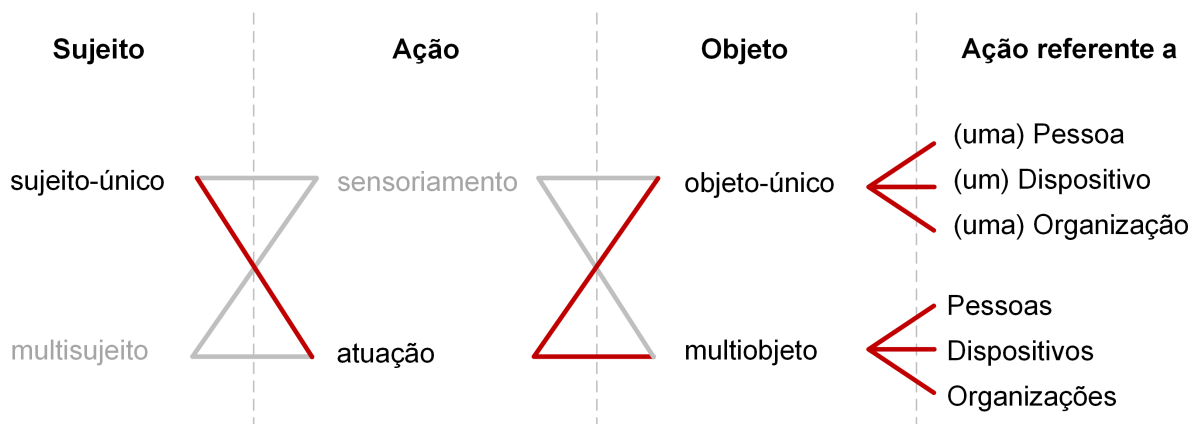 Sujeito
Ação
Objeto
Ação referente a
sujeito-único
sensoriamento
objeto-único
(uma) Pessoa
(um) Dispositivo
(uma) Organização
multisujeito
atuação
multiobjeto
Pessoas
Dispositivos
Organizações